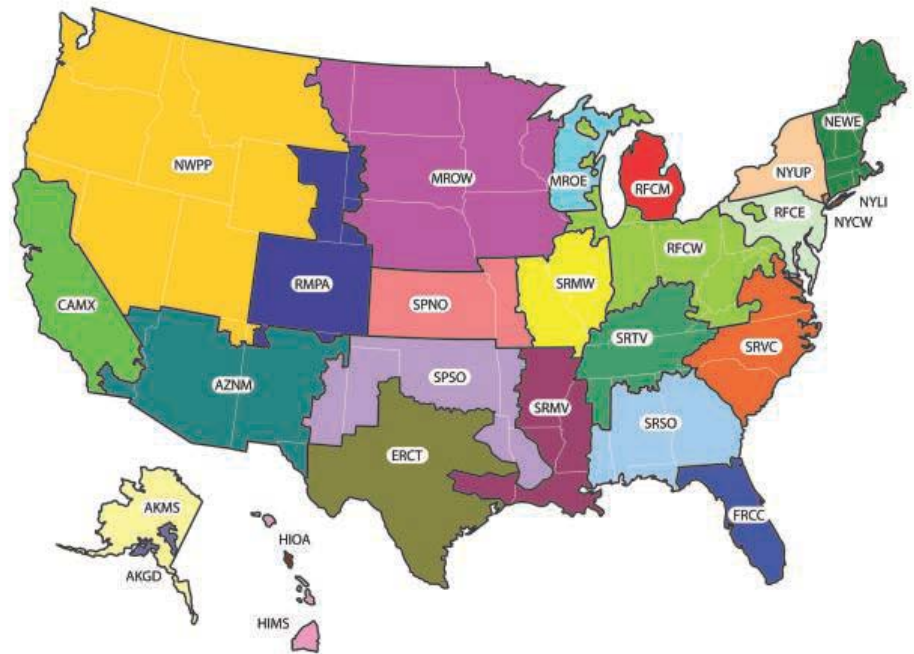 NEWE
NWPP
NYUP
MROW
MROE
RFCM
NYLI
RFCE
NYCW
RFCW
RMPA
SRMW
CAMX
SPNO
SRTV
SRVC
AZNM
SPSO
SRMV
SRSO
ERCT
AKMS
FRCC
HIOA
AKGD
HIMS